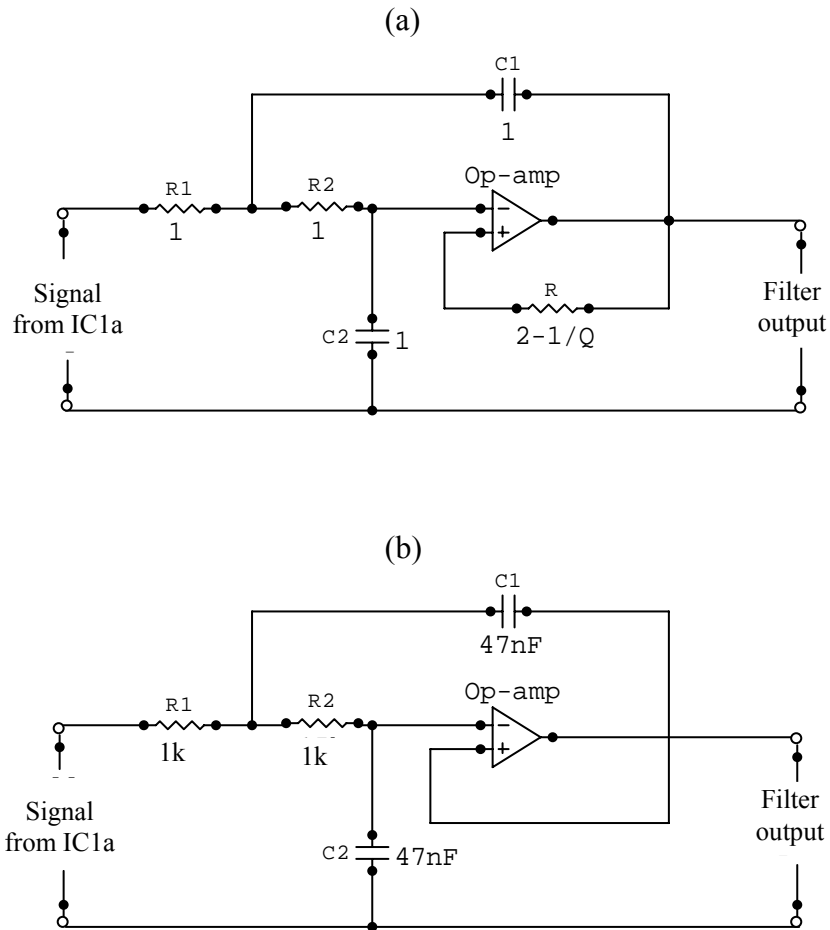 (a)
C1
1
Op-amp
−
+
R1
1
R2
1
R
2-1/Q
C2 1
Signal
from IC1a
Filter
output
(b)
C1
47nF
Op-amp
−
+
R1
1k
R2
1k
C2 47nF
Signal
from IC1a
Filter
output